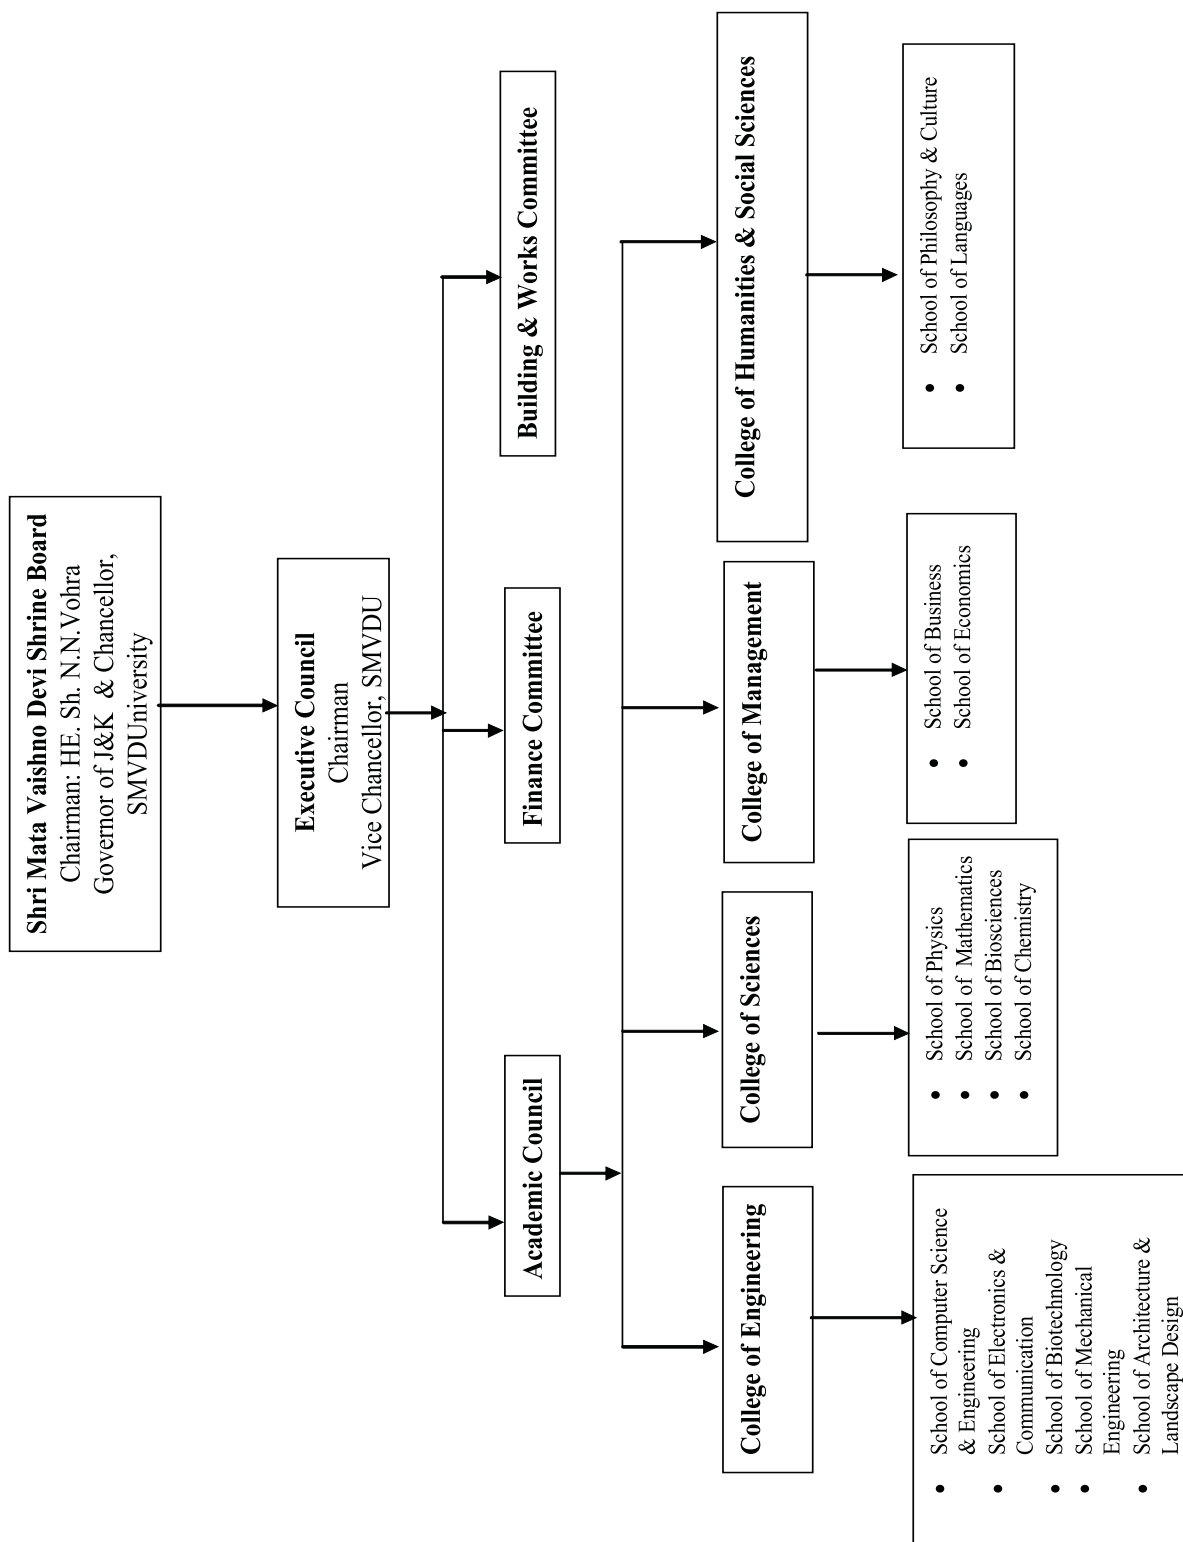 Shri Mata Vaishno Devi Shrine Board
Chairman: HE. Sh. N.N.Vohra
Governor of J&K & Chancellor,
SMVDUniversity
Executive Council
Chairman
Vice Chancellor, SMVDU
Academic Council
Finance Committee
Building & Works Committee
College of Engineering
College of Sciences
College of Management
College of Humanities & Social Sciences
• School of Computer Science
& Engineering
• School of Electronics &
Communication
• School of Biotechnology
• School of Mechanical
Engineering
• School of Architecture &
Landscape Design
• School of Physics
• School of Mathematics
• School of Biosciences
• School of Chemistry
• School of Business
• School of Economics
• School of Philosophy & Culture
• School of Languages